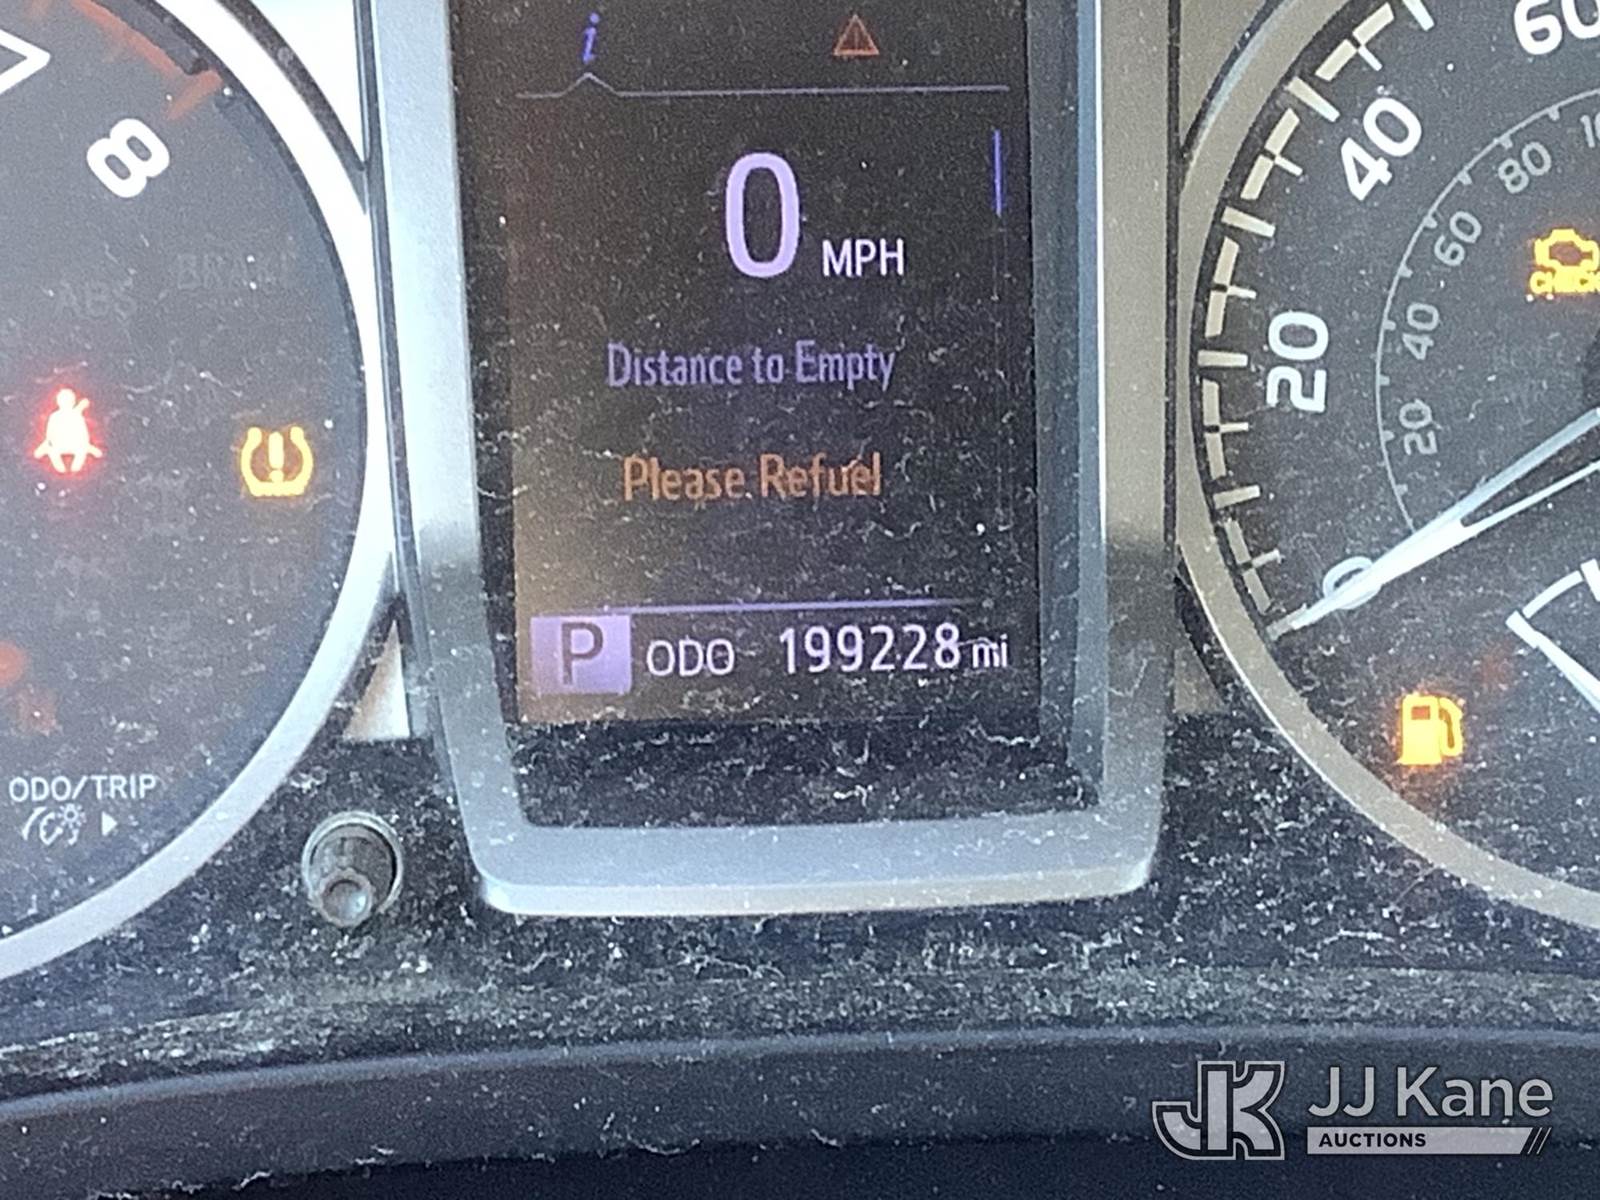 8
0 MPH
Distance to Empty
Please Refuel
P ODO 199228 mi
ODO/TRIP
ABS
0
20
40
60
20
40
60
80
CHECK
JK JJ Kane
AUCTIONS